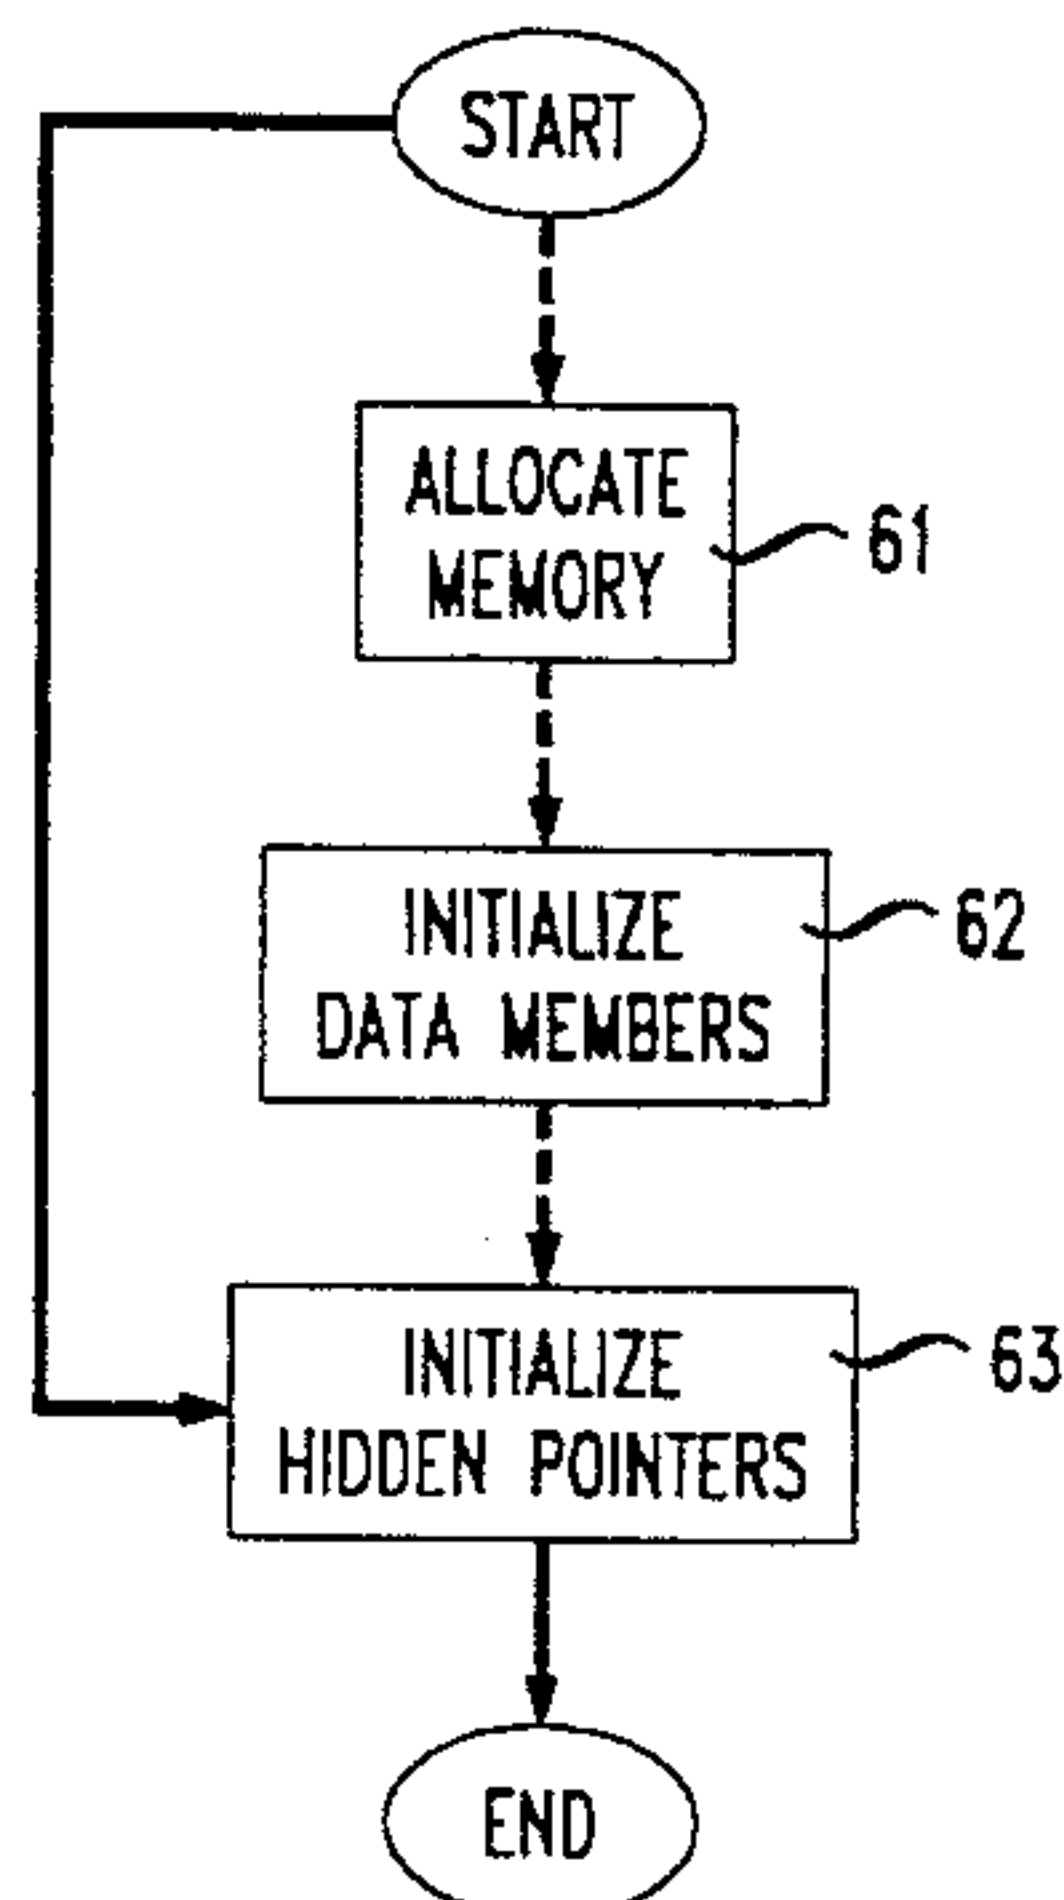 START
ALLOCATE
MEMORY
61
INITIALIZE
DATA MEMBERS
62
INITIALIZE
HIDDEN POINTERS
63
END